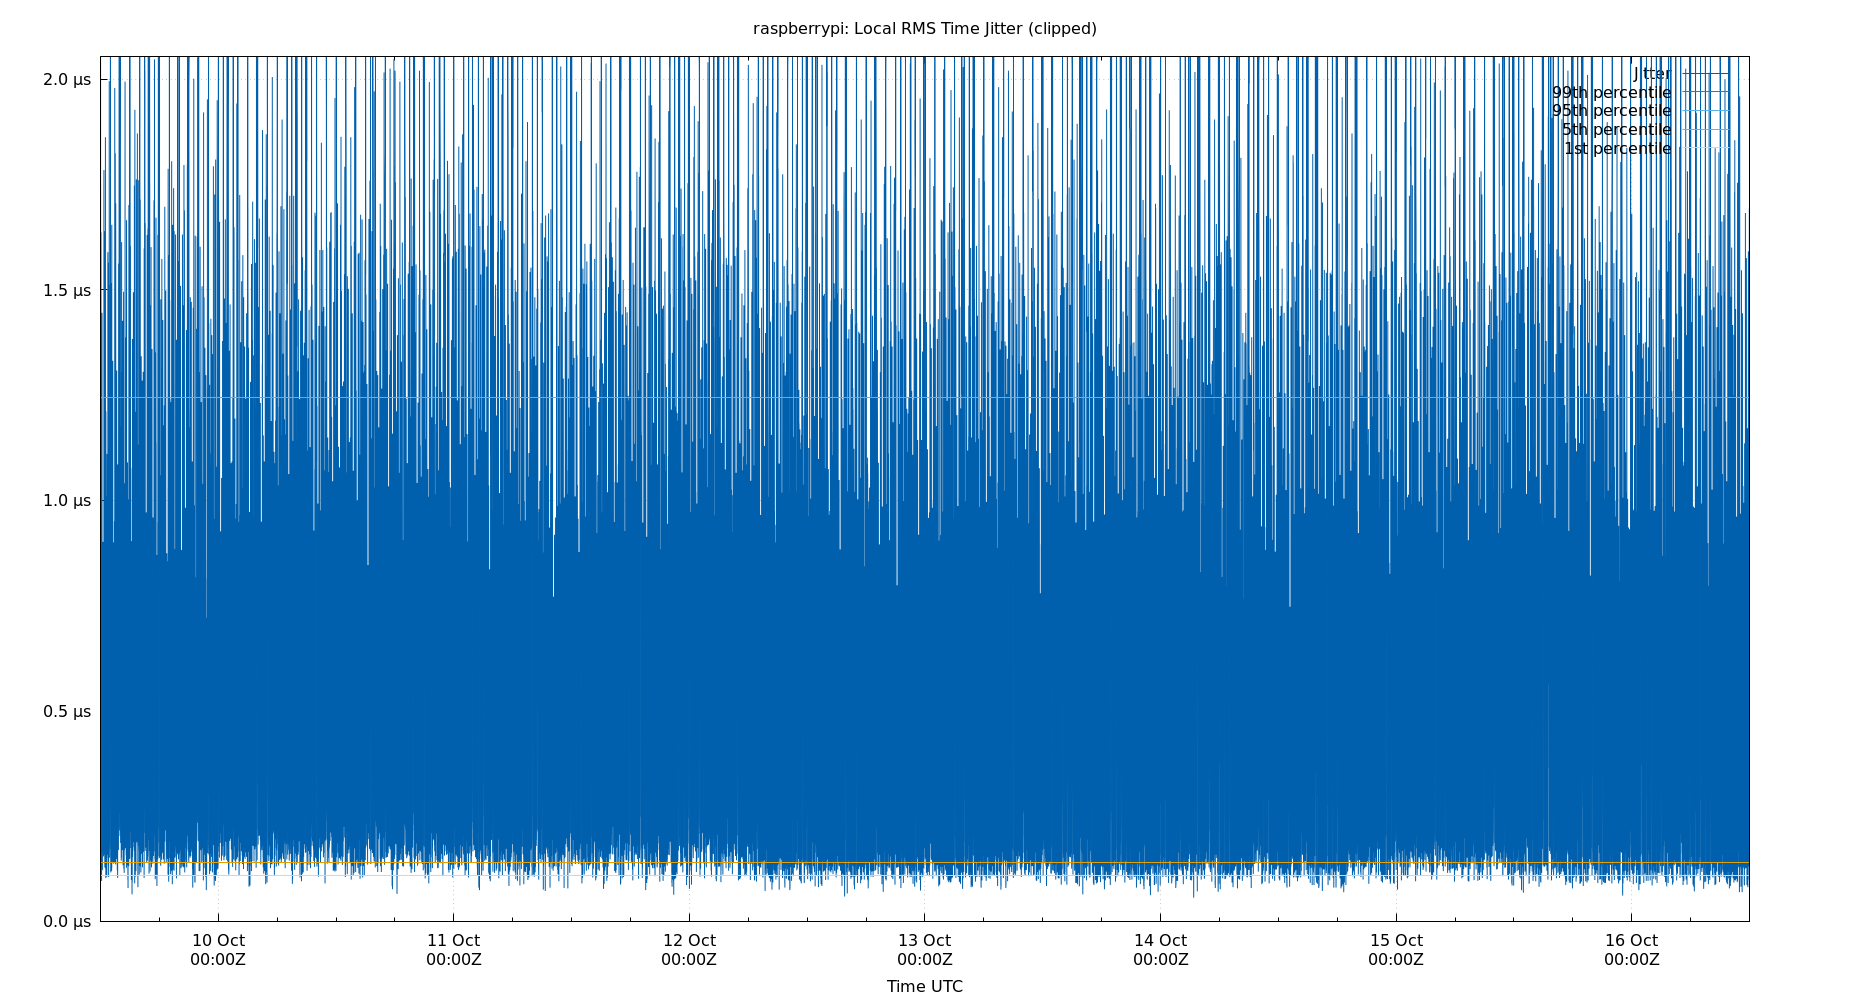 raspberrypi: Local RMS Time Jitter (clipped)
2.0 μs
1.5 μs
1.0 μs
0.5 μs
0.0 μs
Jitter
99th percentile
95th percentile
5th percentile
1st percentile
10 Oct 11 Oct 12 Oct 13 Oct 14 Oct 15 Oct 16 Oct
00:00Z 00:00Z 00:00Z 00:00Z 00:00Z 00:00Z 00:00Z
Time UTC